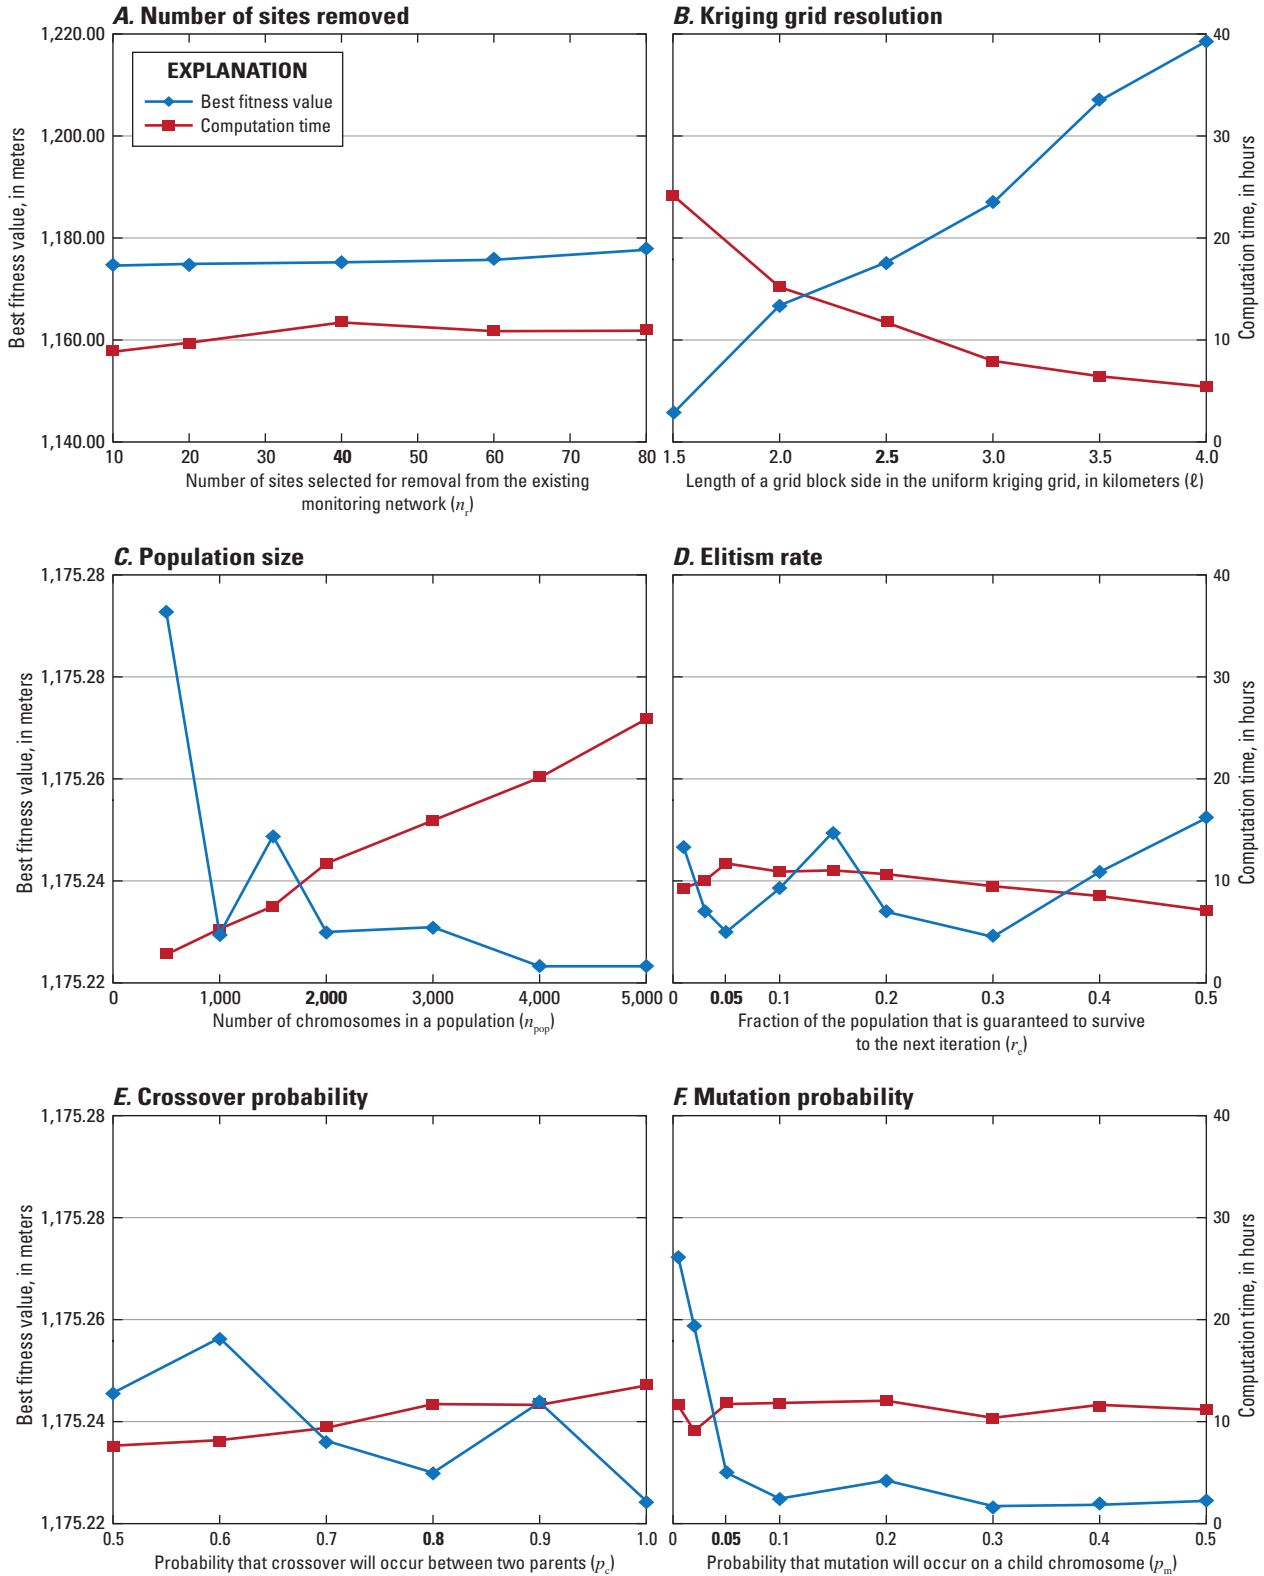 A. Number of sites removed
1,220.00
1,200.00
1,180.00
1,160.00
1,140.00
Best fitness value, in meters
EXPLANATION
Best fitness value
Computation time
10 20 30 40 50 60 70 80
Number of sites selected for removal from the existing
monitoring network (nr)
B. Kriging grid resolution
40
30
20
10
0
Computation time, in hours
1.5 2.0 2.5 3.0 3.5 4.0
Length of a grid block side in the uniform kriging grid, in kilometers (ℓ)
C. Population size
1,175.28
1,175.28
1,175.26
1,175.24
1,175.22
Best fitness value, in meters
0 1,000 2,000 3,000 4,000 5,000
Number of chromosomes in a population (npop)
D. Elitism rate
40
30
20
10
0
Computation time, in hours
0 0.05 0.1 0.2 0.3 0.4 0.5
Fraction of the population that is guaranteed to survive
to the next iteration (re)
E. Crossover probability
1,175.28
1,175.28
1,175.26
1,175.24
1,175.22
Best fitness value, in meters
0.5 0.6 0.7 0.8 0.9 1.0
Probability that crossover will occur between two parents (pc)
F. Mutation probability
40
30
20
10
0
Computation time, in hours
0 0.05 0.1 0.2 0.3 0.4 0.5
Probability that mutation will occur on a child chromosome (pm)